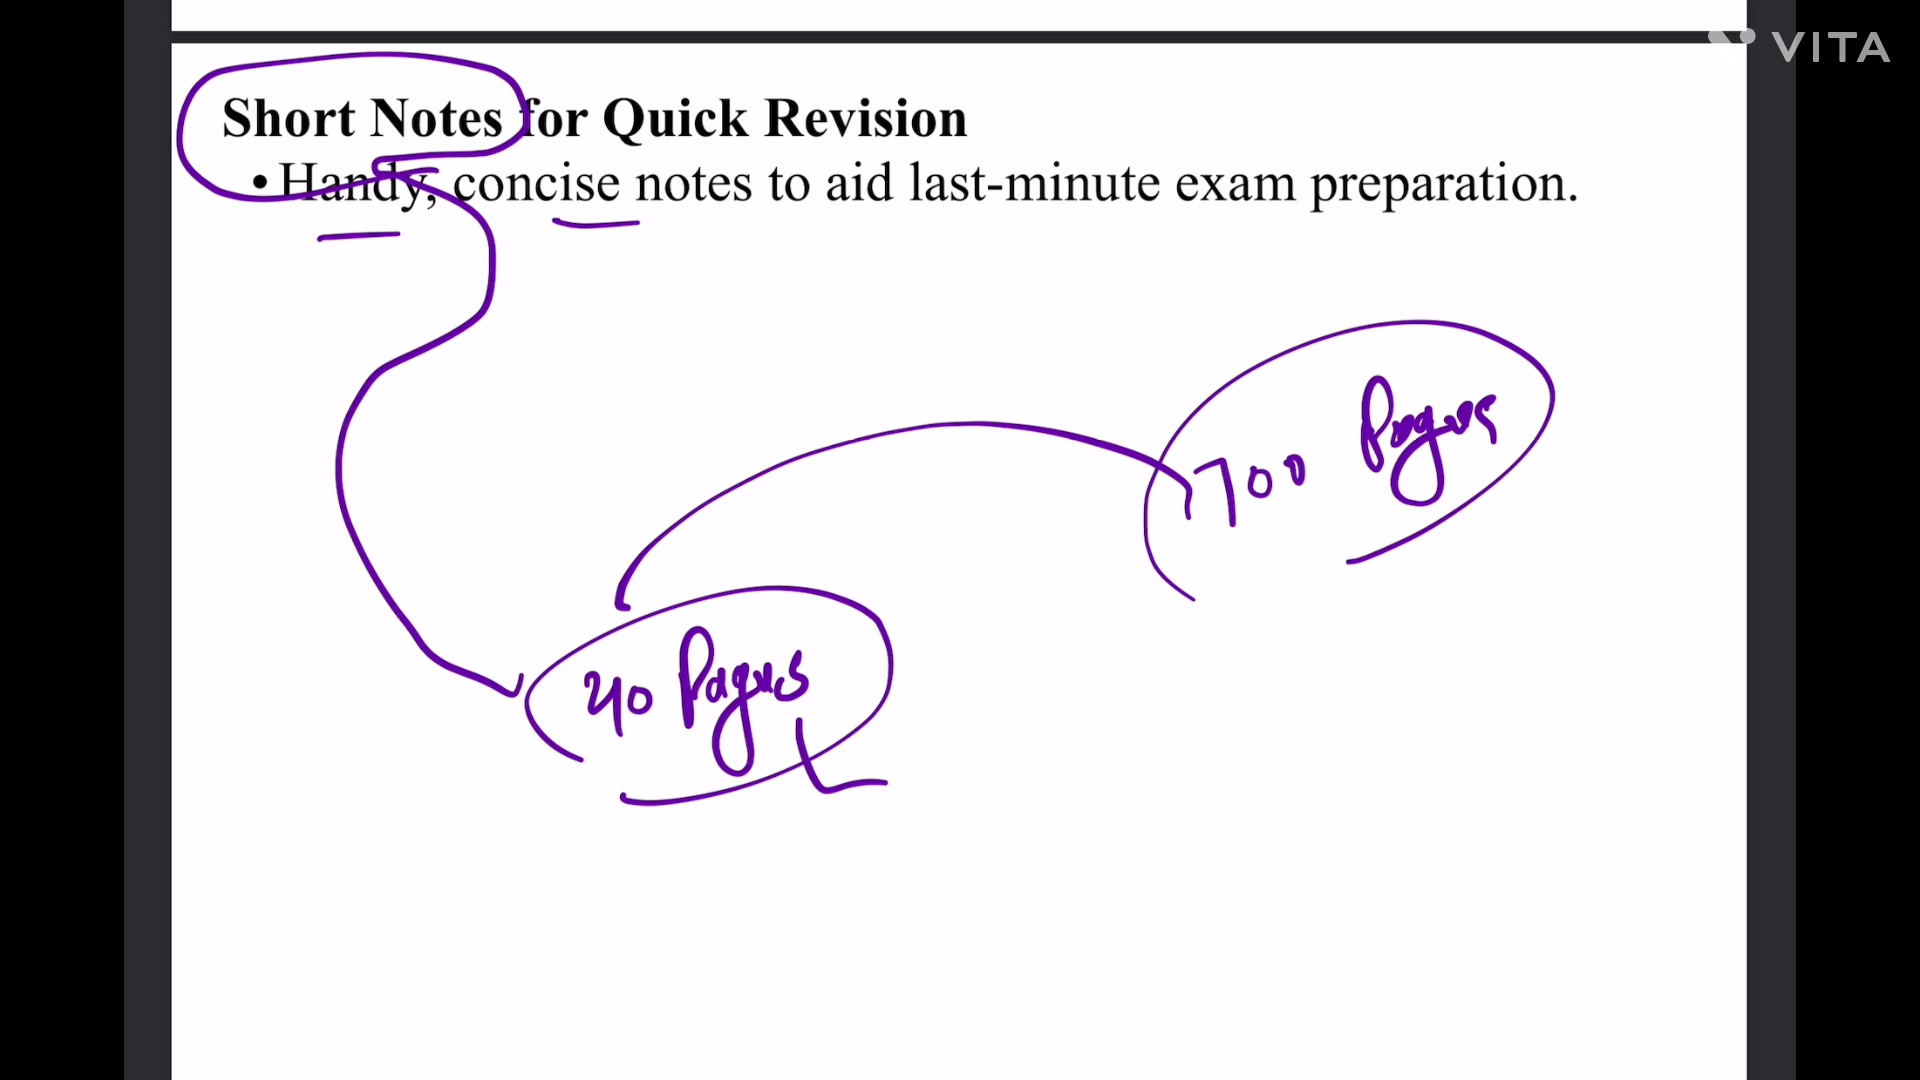 VITA
Short Notes for Quick Revision
• Handy, concise notes to aid last-minute exam preparation.
700 Pages
40 Pages